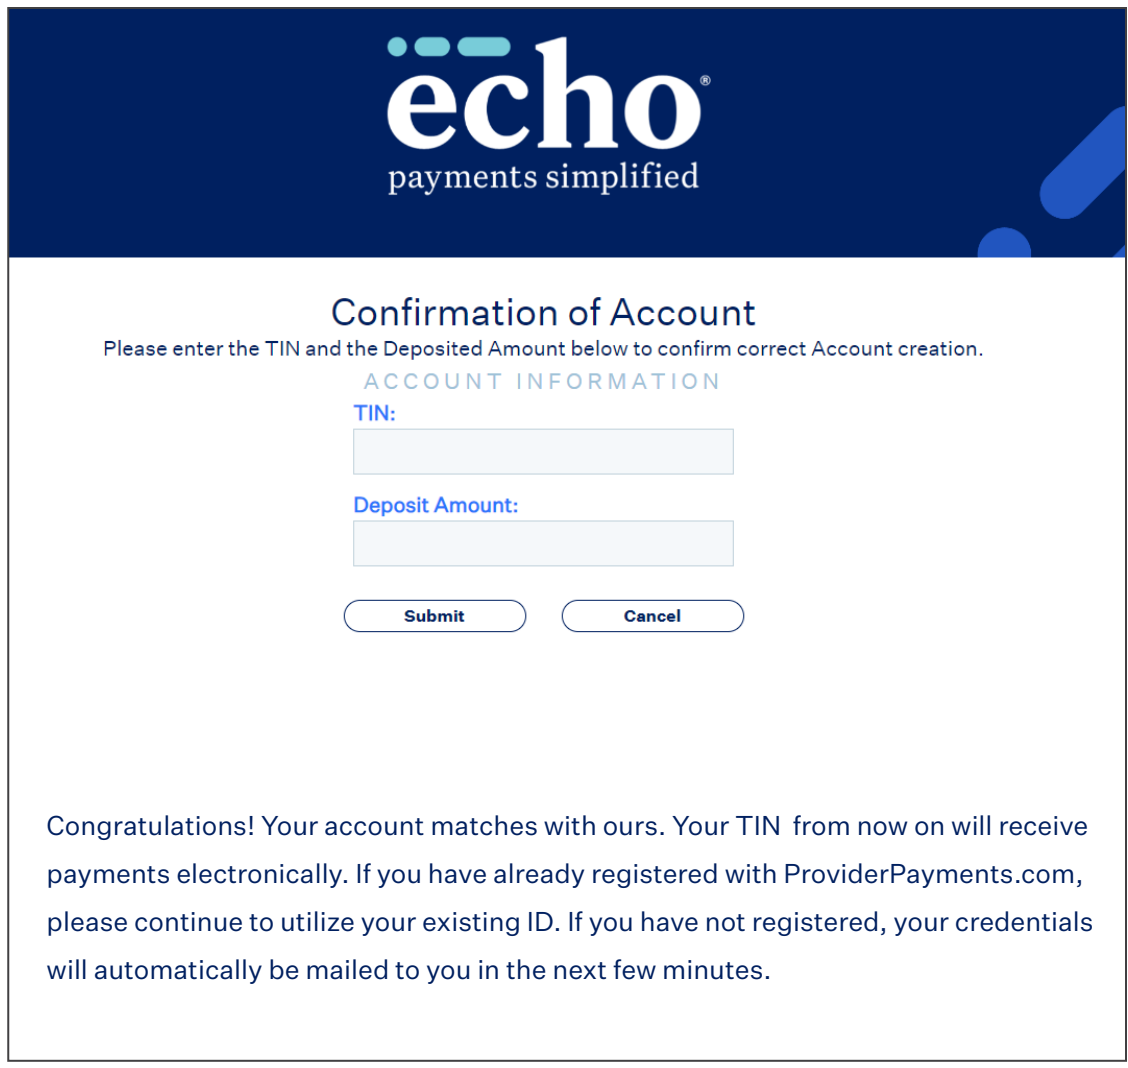 echo®
payments simplified
Confirmation of Account
Please enter the TIN and the Deposited Amount below to confirm correct Account creation.
ACCOUNT INFORMATION
TIN:
Deposit Amount:
Submit Cancel
Congratulations! Your account matches with ours. Your TIN from now on will receive
payments electronically. If you have already registered with ProviderPayments.com,
please continue to utilize your existing ID. If you have not registered, your credentials
will automatically be mailed to you in the next few minutes.